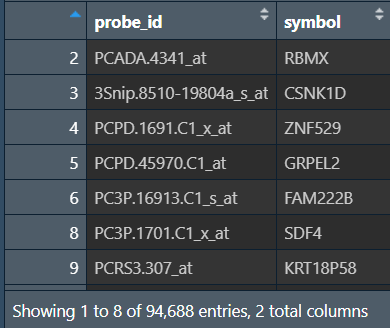 probe_id symbol
2 PCADA.4341_at RBMX
3 3Snip.8510-19804a_s_at CSNK1D
4 PCPD.1691.C1_x_at ZNF529
5 PCPD.45970.C1_at GRPEL2
6 PC3P.16913.C1_s_at FAM222B
8 PC3P.1701.C1_x_at SDF4
9 PCRS3.307_at KRT18P58
Showing 1 to 8 of 94,688 entries, 2 total columns